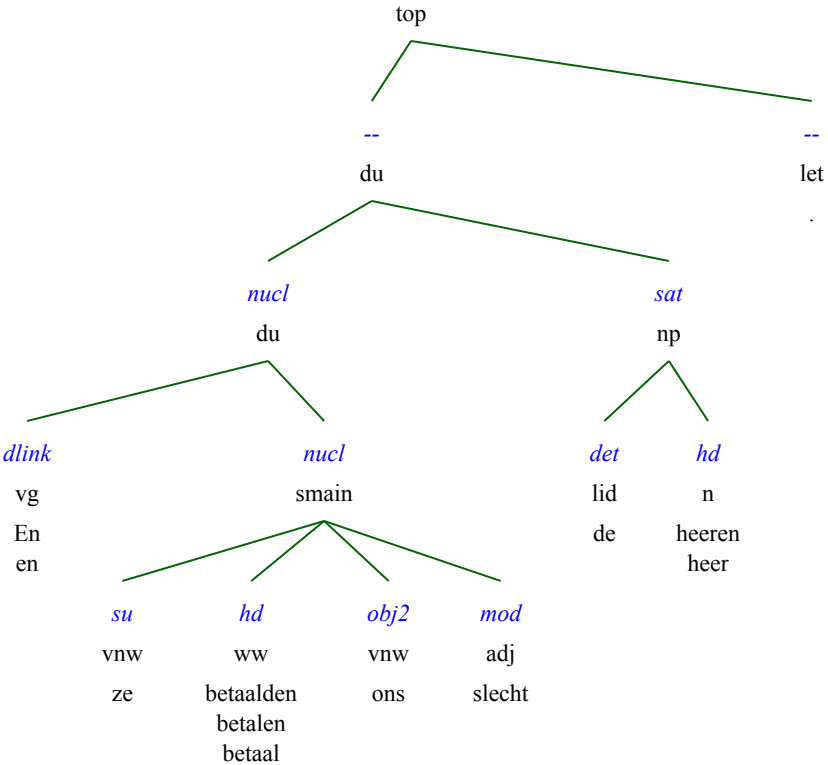 top
-- --
du let
.
nucl sat
du np
dlink nucl det hd
vg smain lid n
En de heeren
en heer
su hd obj2 mod
vnw ww vnw adj
ze betaalden ons slecht
betalen
betaal